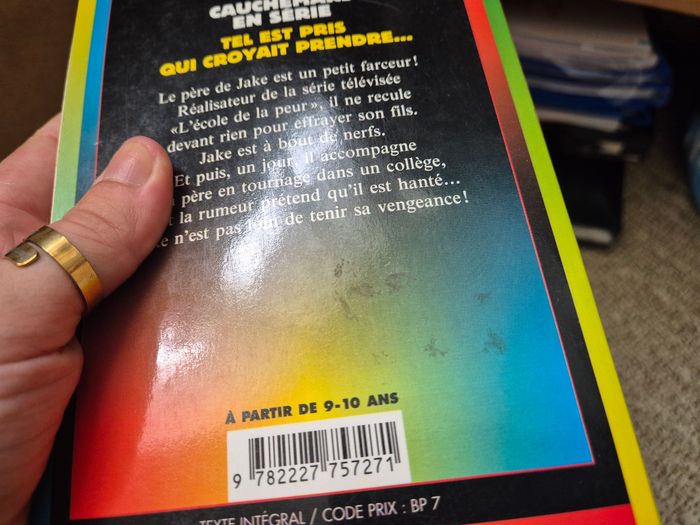 CAUCHEMARS
EN SÉRIE
TEL EST PRIS
QUI CROYAIT PRENDRE...
Le père de Jake est un petit farceur !
Réalisateur de la série télévisée
«L'école de la peur», il ne recule
devant rien pour effrayer son fils.
Jake est à bout de nerfs.
Et puis, un jour, il accompagne
père en tournage dans un collège,
la rumeur prétend qu'il est hanté...
n'est pas loin de tenir sa vengeance !
À PARTIR DE 9-10 ANS
9 782227 757271
TEXTE INTÉGRAL / CODE PRIX : BP 7